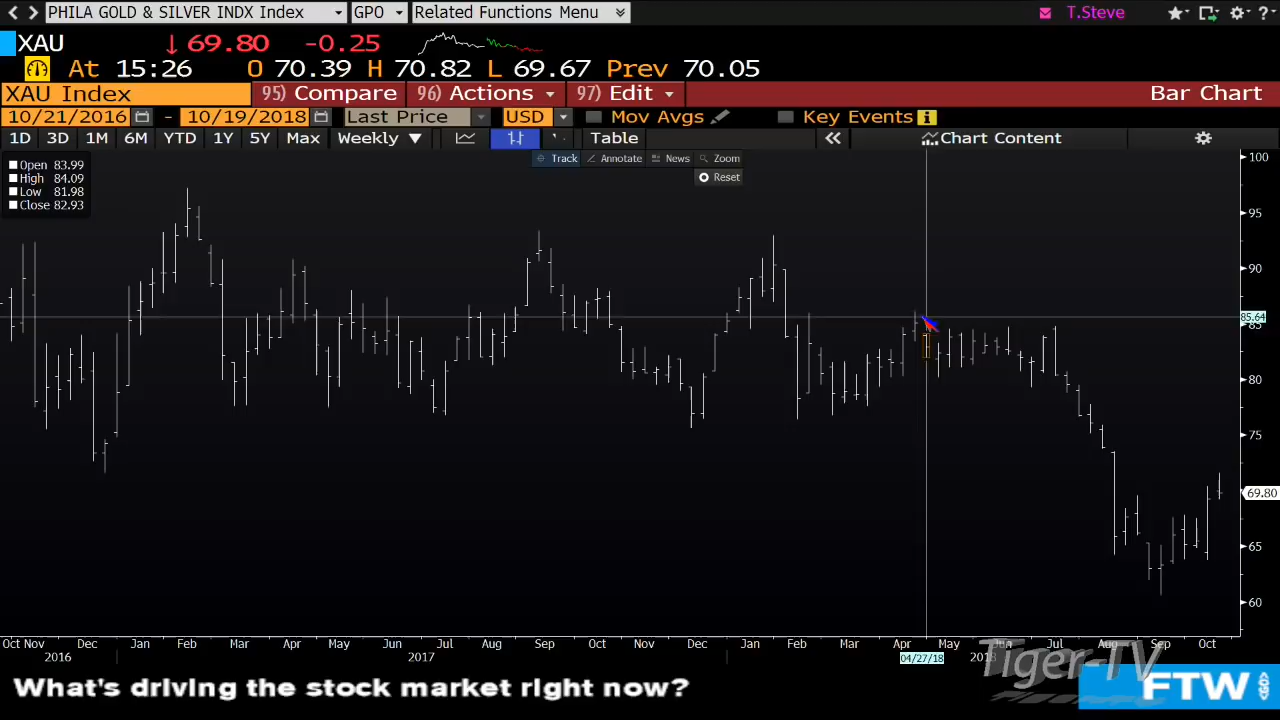 PHILA GOLD & SILVER INDX Index GPO Related Functions Menu T.Steve
XAU 69.80 -0.25
At 15:26 O 70.39 H 70.82 L 69.67 Prev 70.05
XAU Index 95) Compare 96) Actions 97) Edit Bar Chart
10/21/2016 - 10/19/2018 Last Price USD Mov Avgs Key Events
1D 3D 1M 6M YTD 1Y 5Y Max Weekly Table Chart Content
Track Annotate News Zoom
Reset
Open 83.99
High 84.09
Low 81.98
Close 82.93
100
95
90
85.64
85
80
75
69.80
65
60
Oct Nov Dec Jan Feb Mar Apr May Jun Jul Aug Sep Oct Nov Dec Jan Feb Mar Apr May Jun Jul Aug Sep Oct
2016 2017 04/27/18 2018
Tiger-TV
What's driving the stock market right now?
FTW